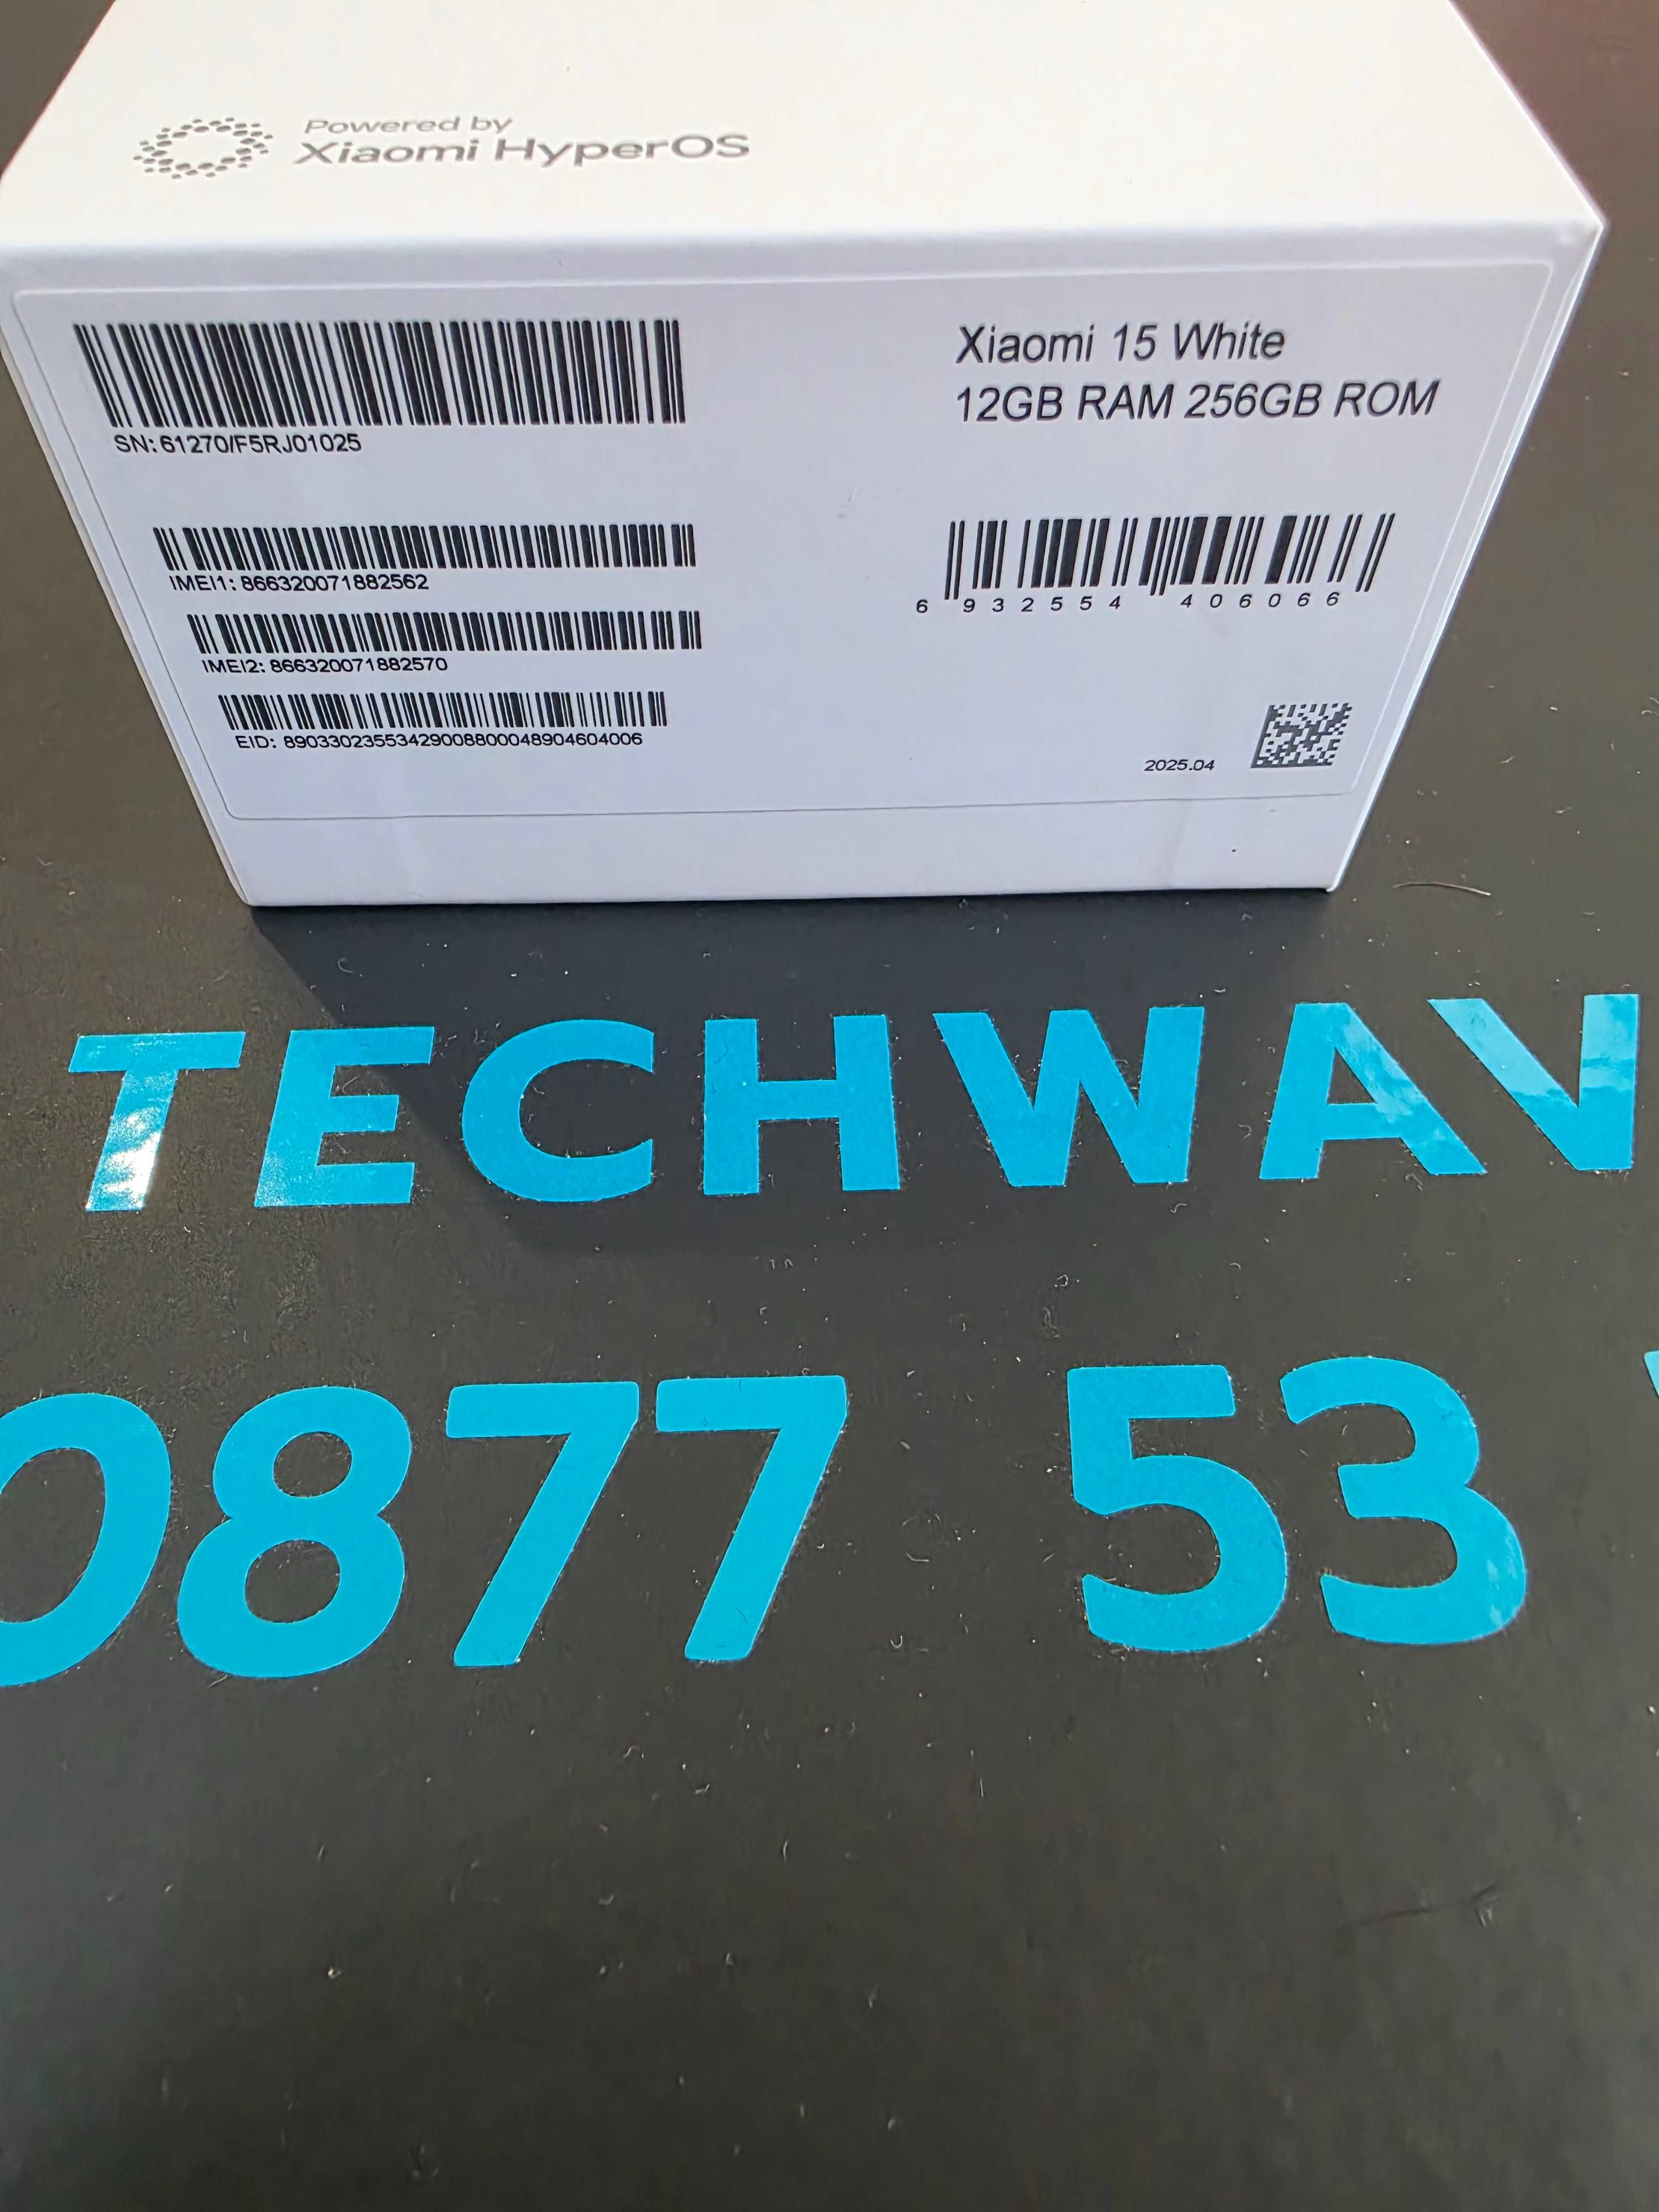 Powered by
Xiaomi HyperOS
Xiaomi 15 White
12GB RAM 256GB ROM
SN: 61270/F5RJ01025
IMEI1: 866320071882562
6 932554 406066
IMEI2: 866320071882570
EID: 89033023553429008800048904604006
2025.04
TECHWAV
0877 53